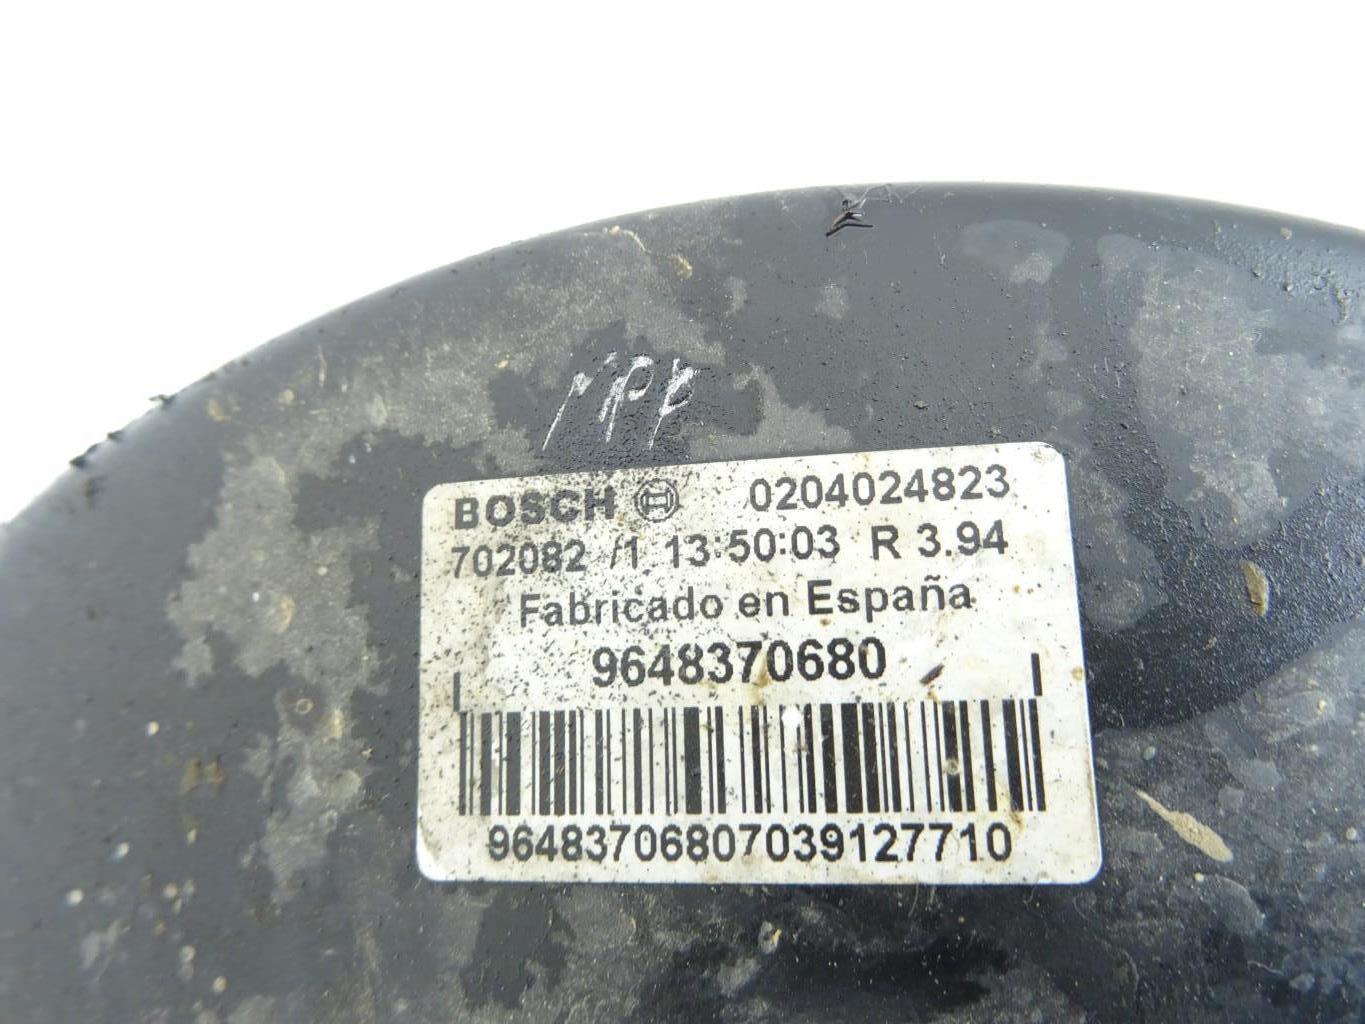 BOSCH 0204024823
702082 /1 13:50:03 R 3.94
Fabricado en España
9648370680
96483706807039127710